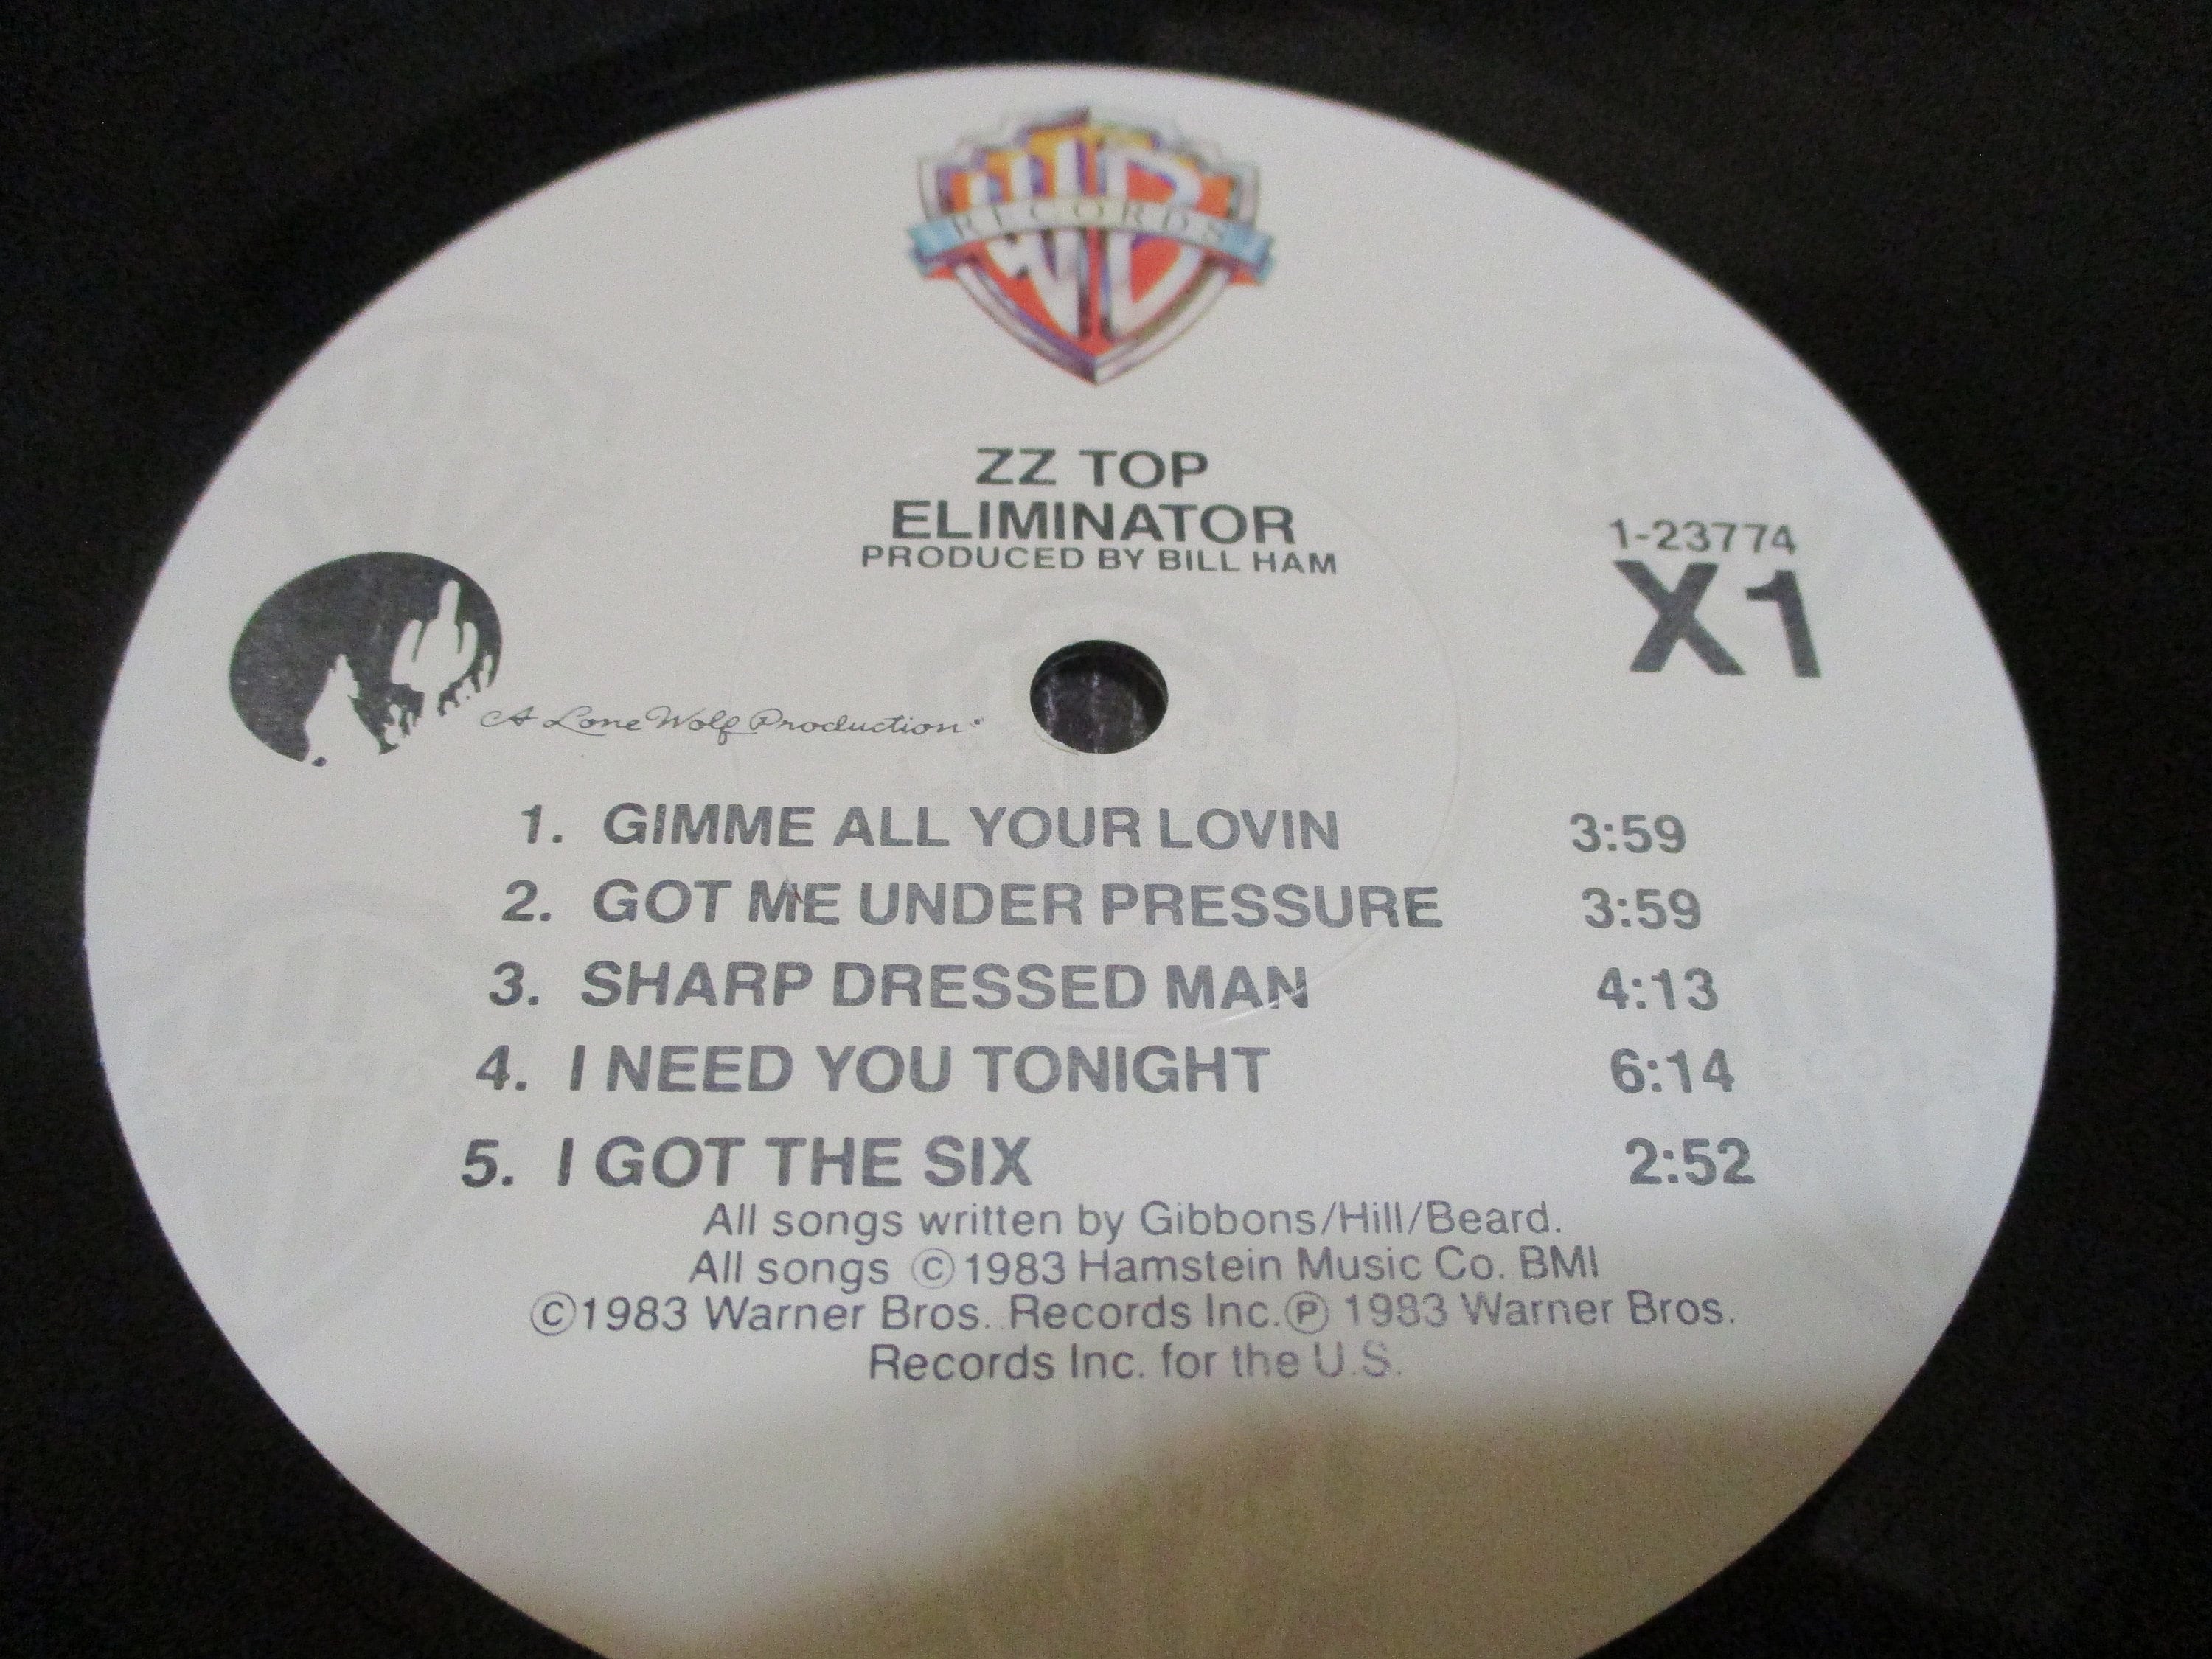 WB
RECORDS
ZZ TOP
ELIMINATOR
PRODUCED BY BILL HAM
1-23774
X1
A Lone Wolf Production
1. GIMME ALL YOUR LOVIN 3:59
2. GOT ME UNDER PRESSURE 3:59
3. SHARP DRESSED MAN 4:13
4. I NEED YOU TONIGHT 6:14
5. I GOT THE SIX 2:52
All songs written by Gibbons/Hill/Beard.
All songs ©1983 Hamstein Music Co. BMI
©1983 Warner Bros. Records Inc. ℗ 1983 Warner Bros.
Records Inc. for the U.S.